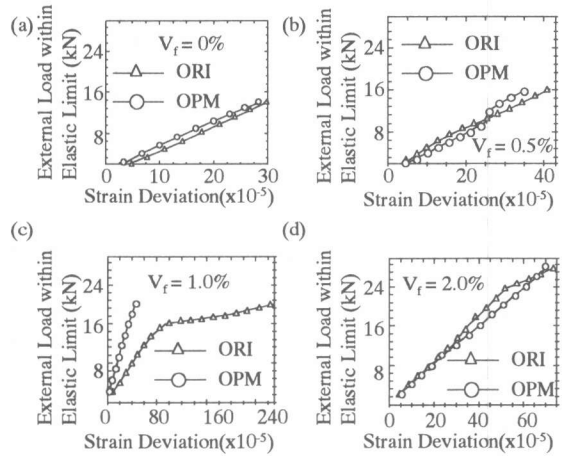 (a)
External Load within
Elastic Limit (kN)
24
16
8
V_f = 0%
ORI
OPM
0 10 20 30
Strain Deviation(x10^-5)
(b)
External Load within
Elastic Limit (kN)
24
16
8
ORI
OPM
V_f = 0.5%
0 20 40
Strain Deviation(x10^-5)
(c)
External Load within
Elastic Limit (kN)
24
16
8
V_f = 1.0%
ORI
OPM
0 60 120 180 240
Strain Deviation(x10^-5)
(d)
External Load within
Elastic Limit (kN)
24
16
8
V_f = 2.0%
ORI
OPM
0 20 40 60
Strain Deviation(x10^-5)